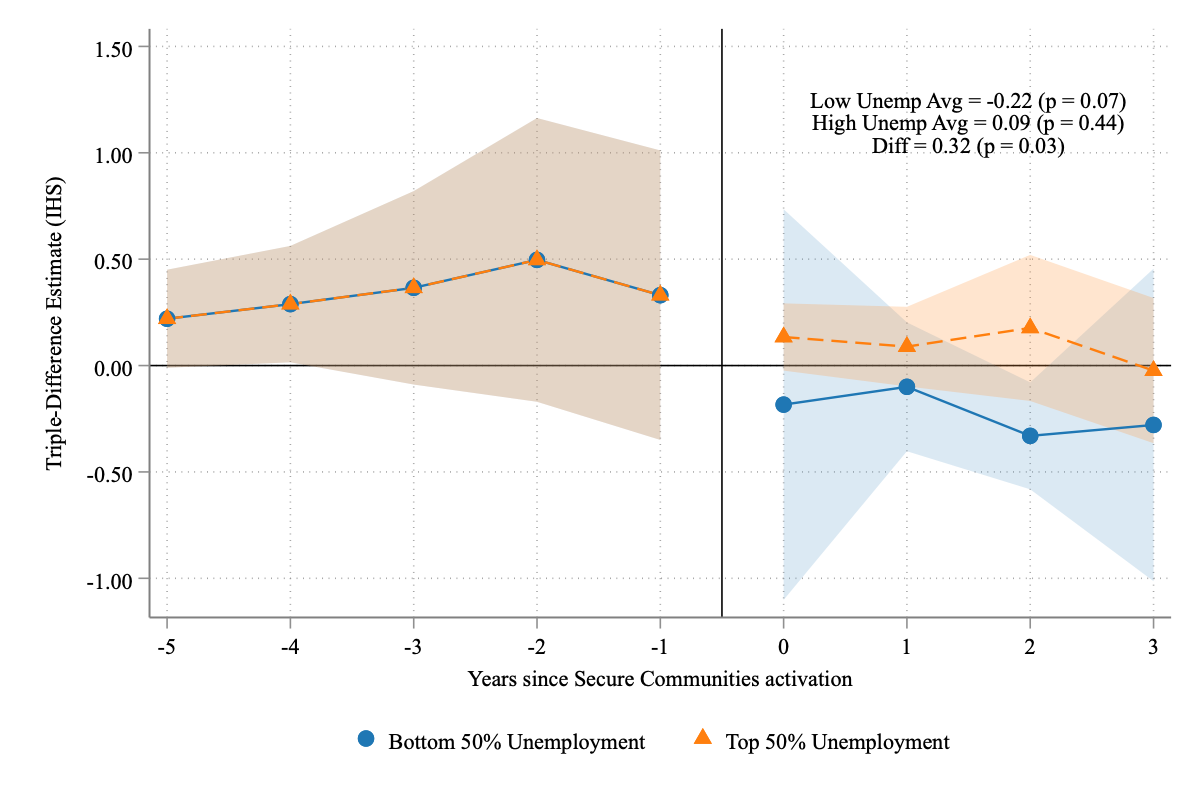 1.50
1.00
0.50
0.00
-0.50
-1.00
Triple-Difference Estimate (IHS)
Low Unemp Avg = -0.22 (p = 0.07)
High Unemp Avg = 0.09 (p = 0.44)
Diff = 0.32 (p = 0.03)
-5 -4 -3 -2 -1 0 1 2 3
Years since Secure Communities activation
Bottom 50% Unemployment Top 50% Unemployment